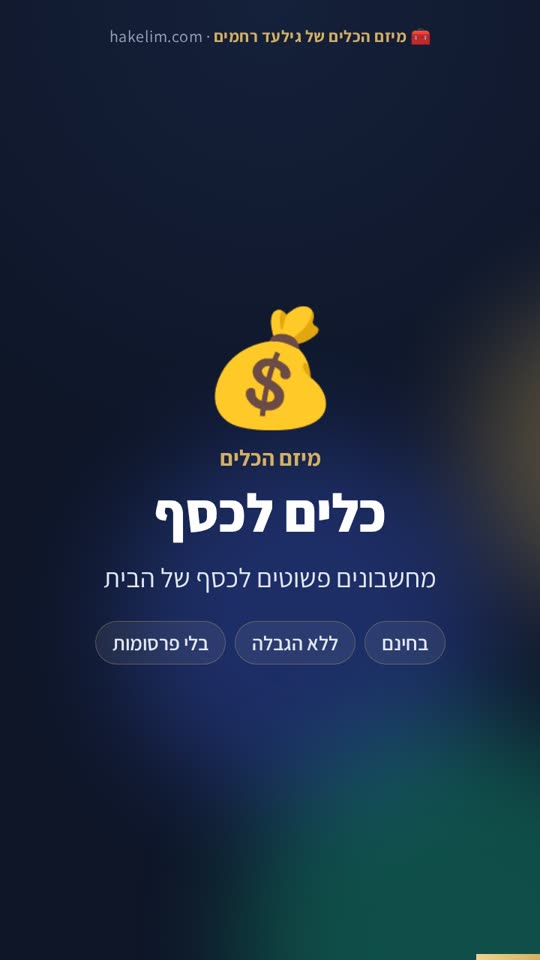 🧰 מיזם הכלים של גילעד רחמים · hakelim.com
מיזם הכלים
כלים לכסף
מחשבונים פשוטים לכסף של הבית
בחינם
ללא הגבלה
בלי פרסומות